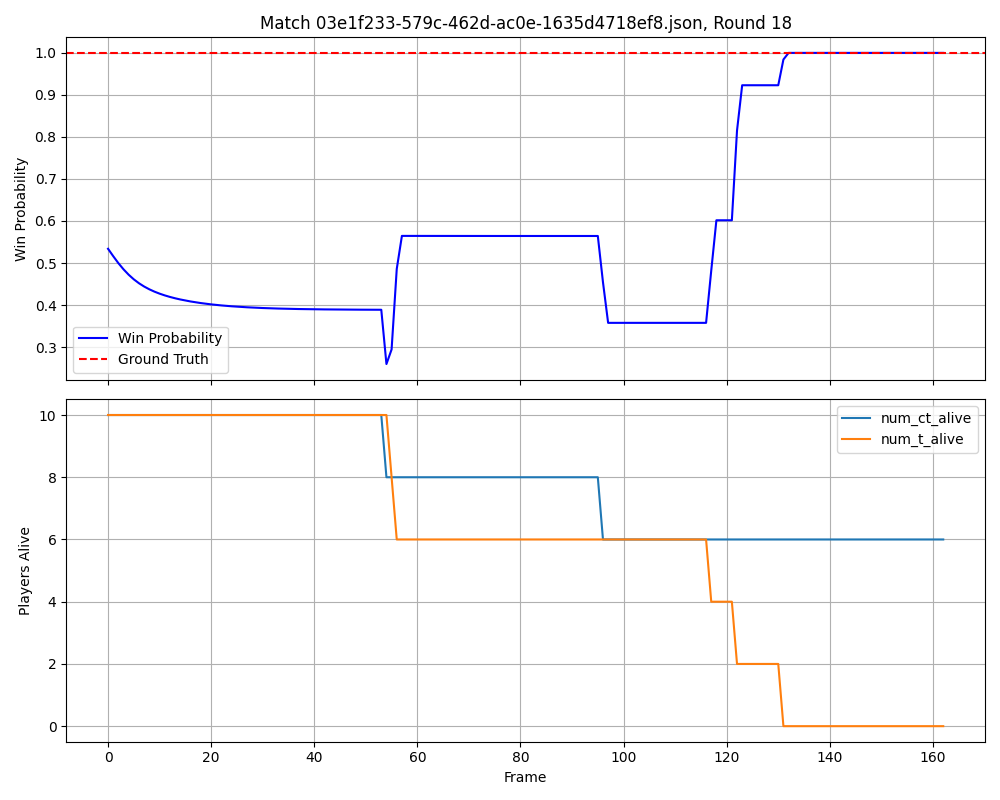 Match 03e1f233-579c-462d-ac0e-1635d4718ef8.json, Round 18
Win Probability
1.0
0.9
0.8
0.7
0.6
0.5
0.4
0.3
Win Probability
Ground Truth
Players Alive
10
8
6
4
2
0
num_ct_alive
num_t_alive
0 20 40 60 80 100 120 140 160
Frame